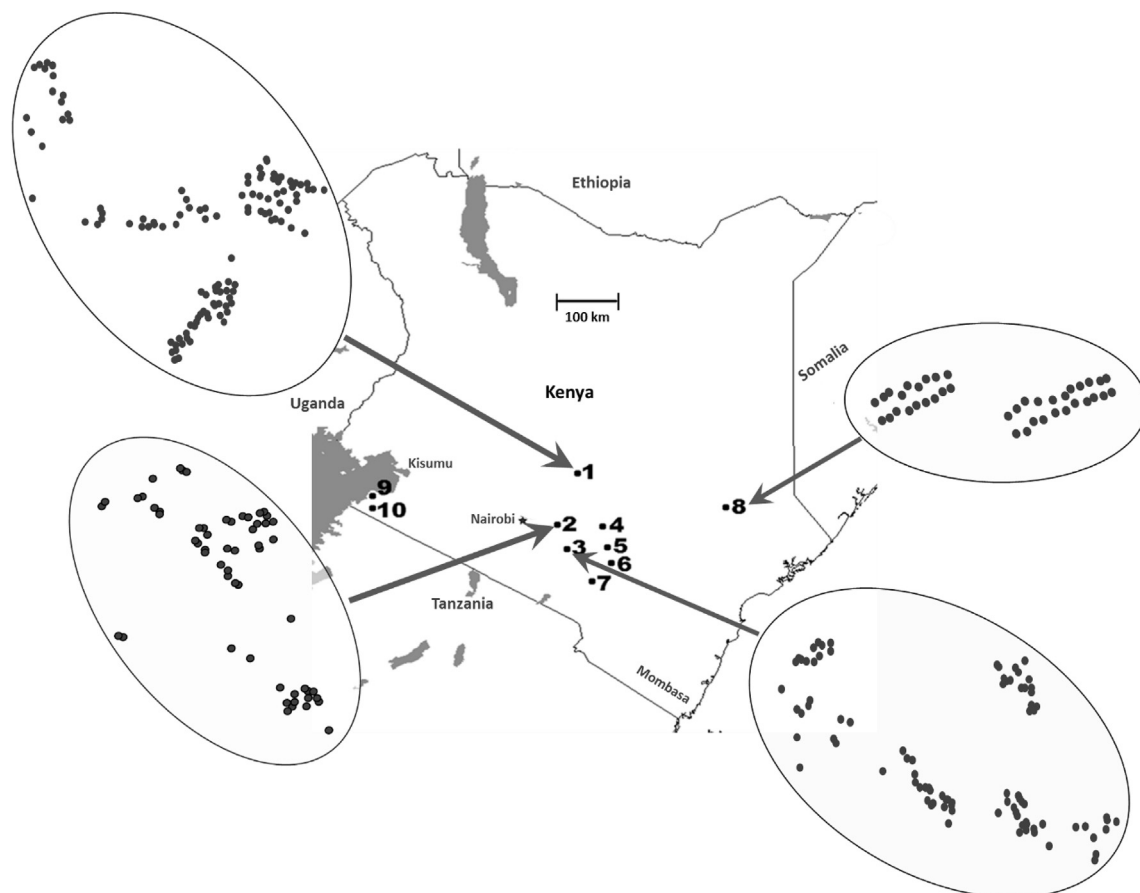 Ethiopia
100 km
Somalia
Kenya
Uganda
Kisumu
1
9
8
10
Nairobi
2
4
3
5
6
7
Tanzania
Mombasa